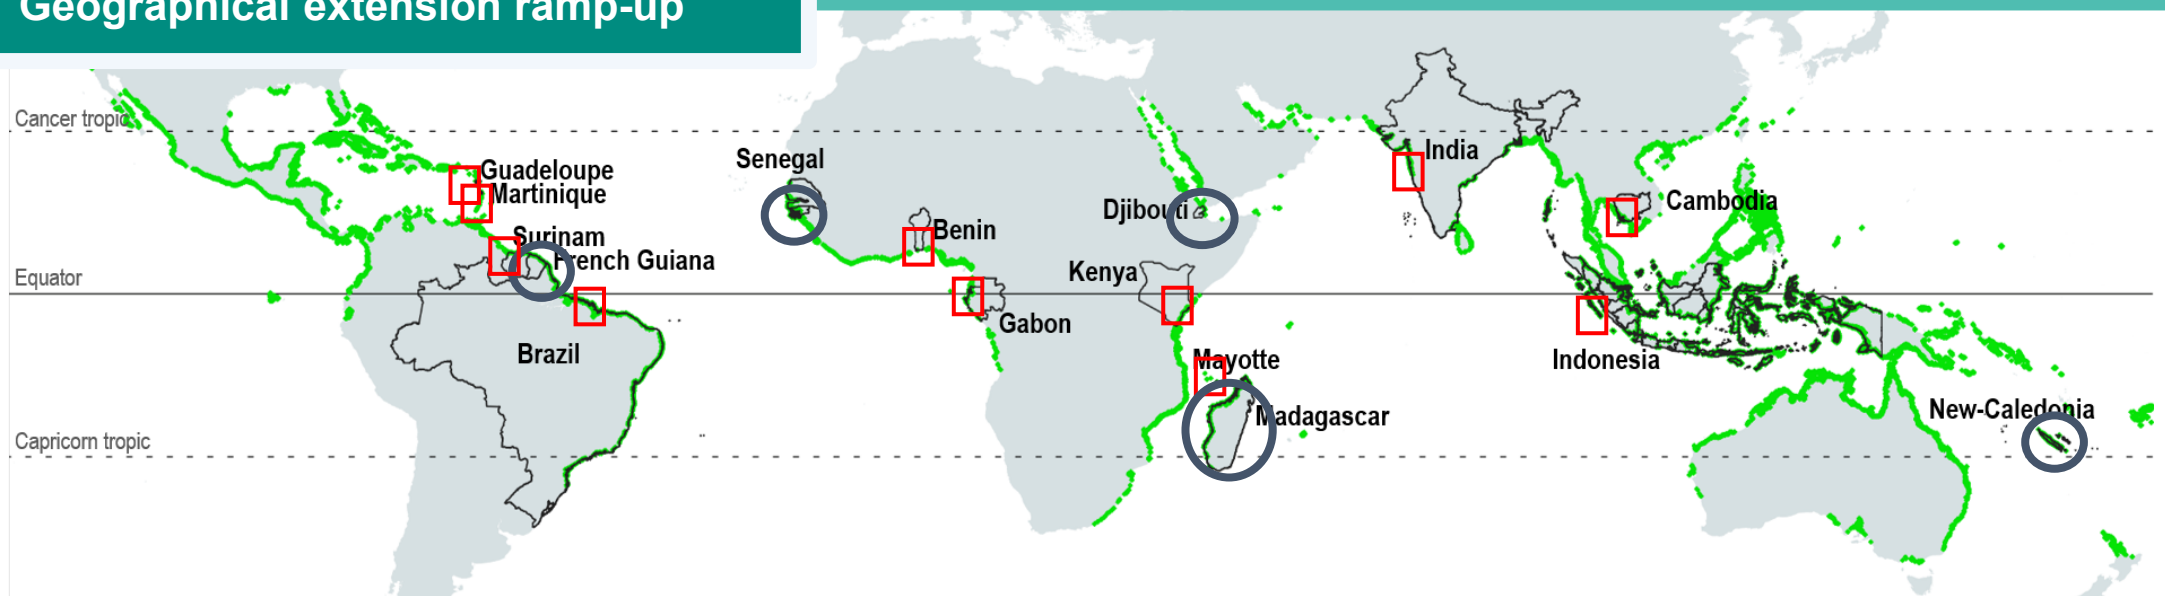 Geographical extension ramp-up
Cancer tropic
Senegal
India
Guadeloupe
Martinique
Cambodia
Djibouti
Benin
Surinam
French Guiana
Kenya
Equator
Gabon
Brazil
Mayotte
Indonesia
Madagascar
New-Caledonia
Capricorn tropic